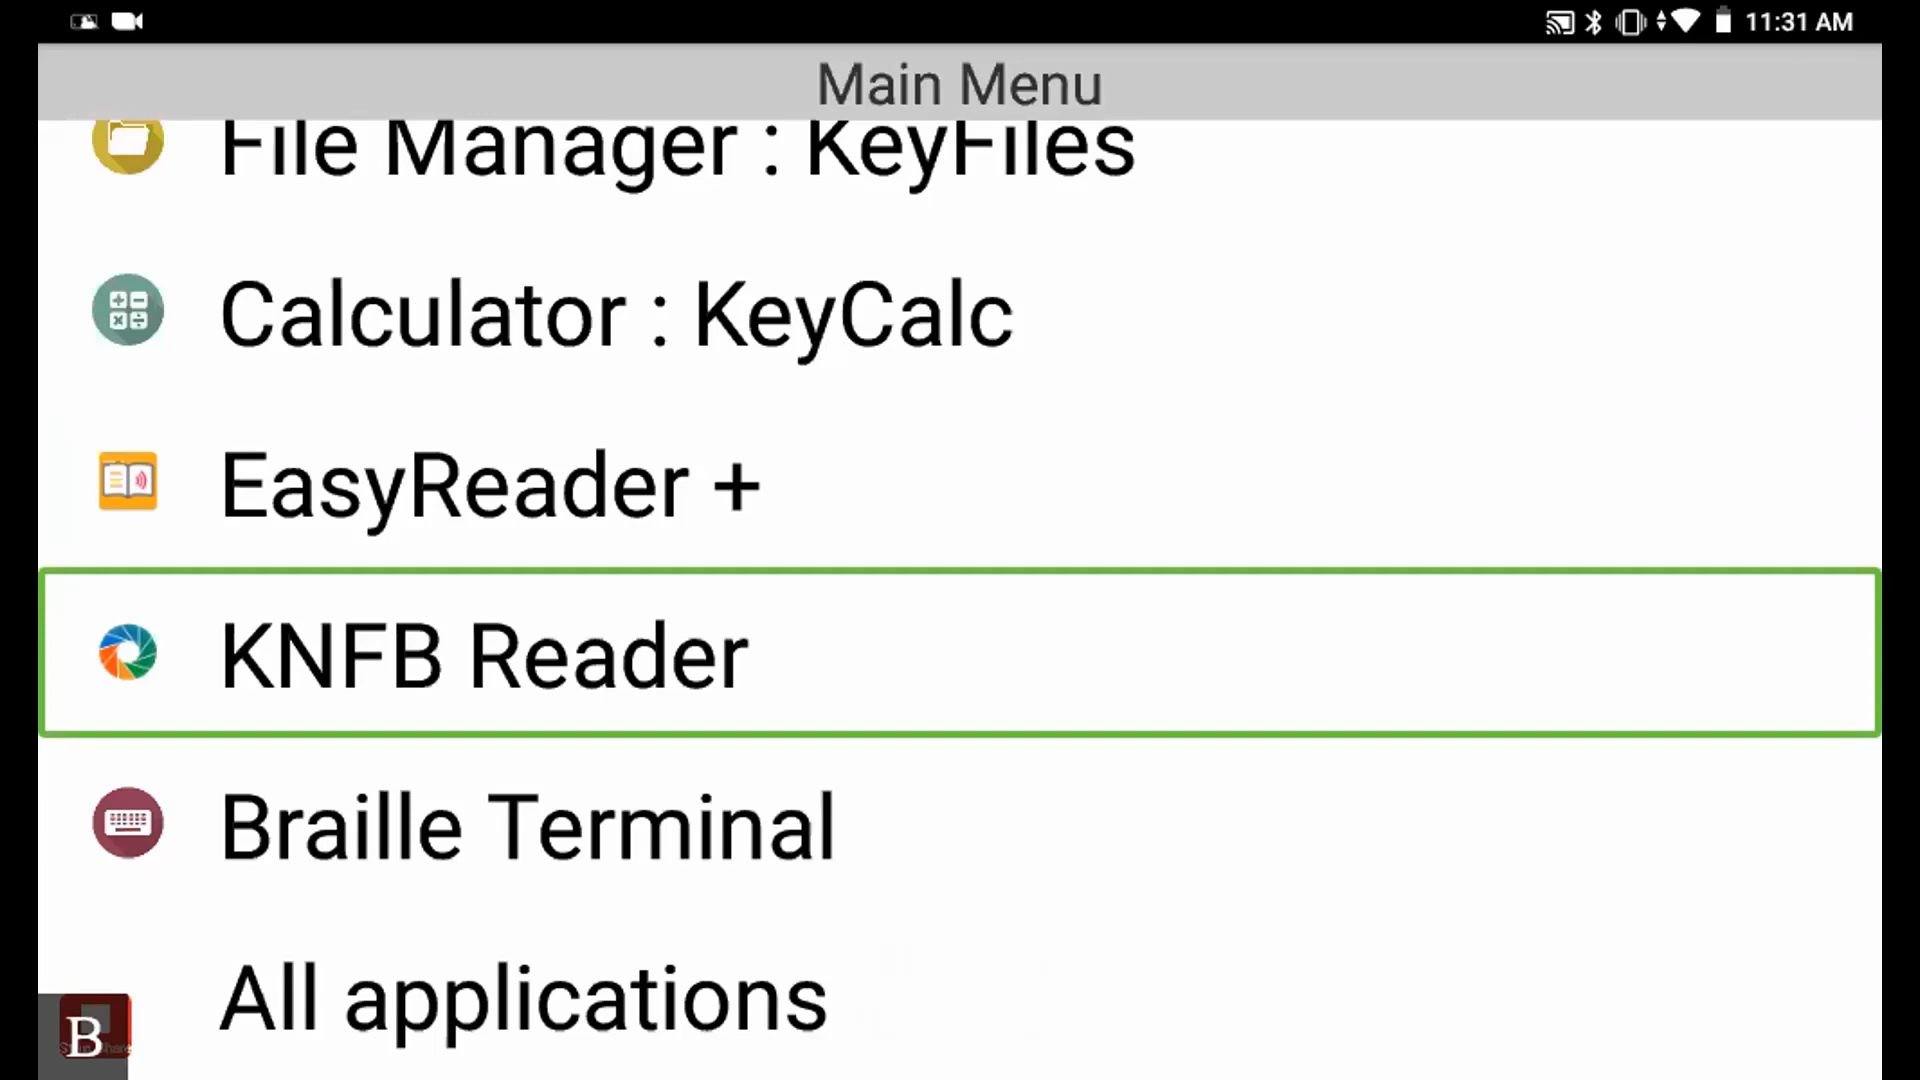 11:31 AM
Main Menu
File Manager : KeyFiles
Calculator : KeyCalc
EasyReader +
KNFB Reader
Braille Terminal
All applications
B